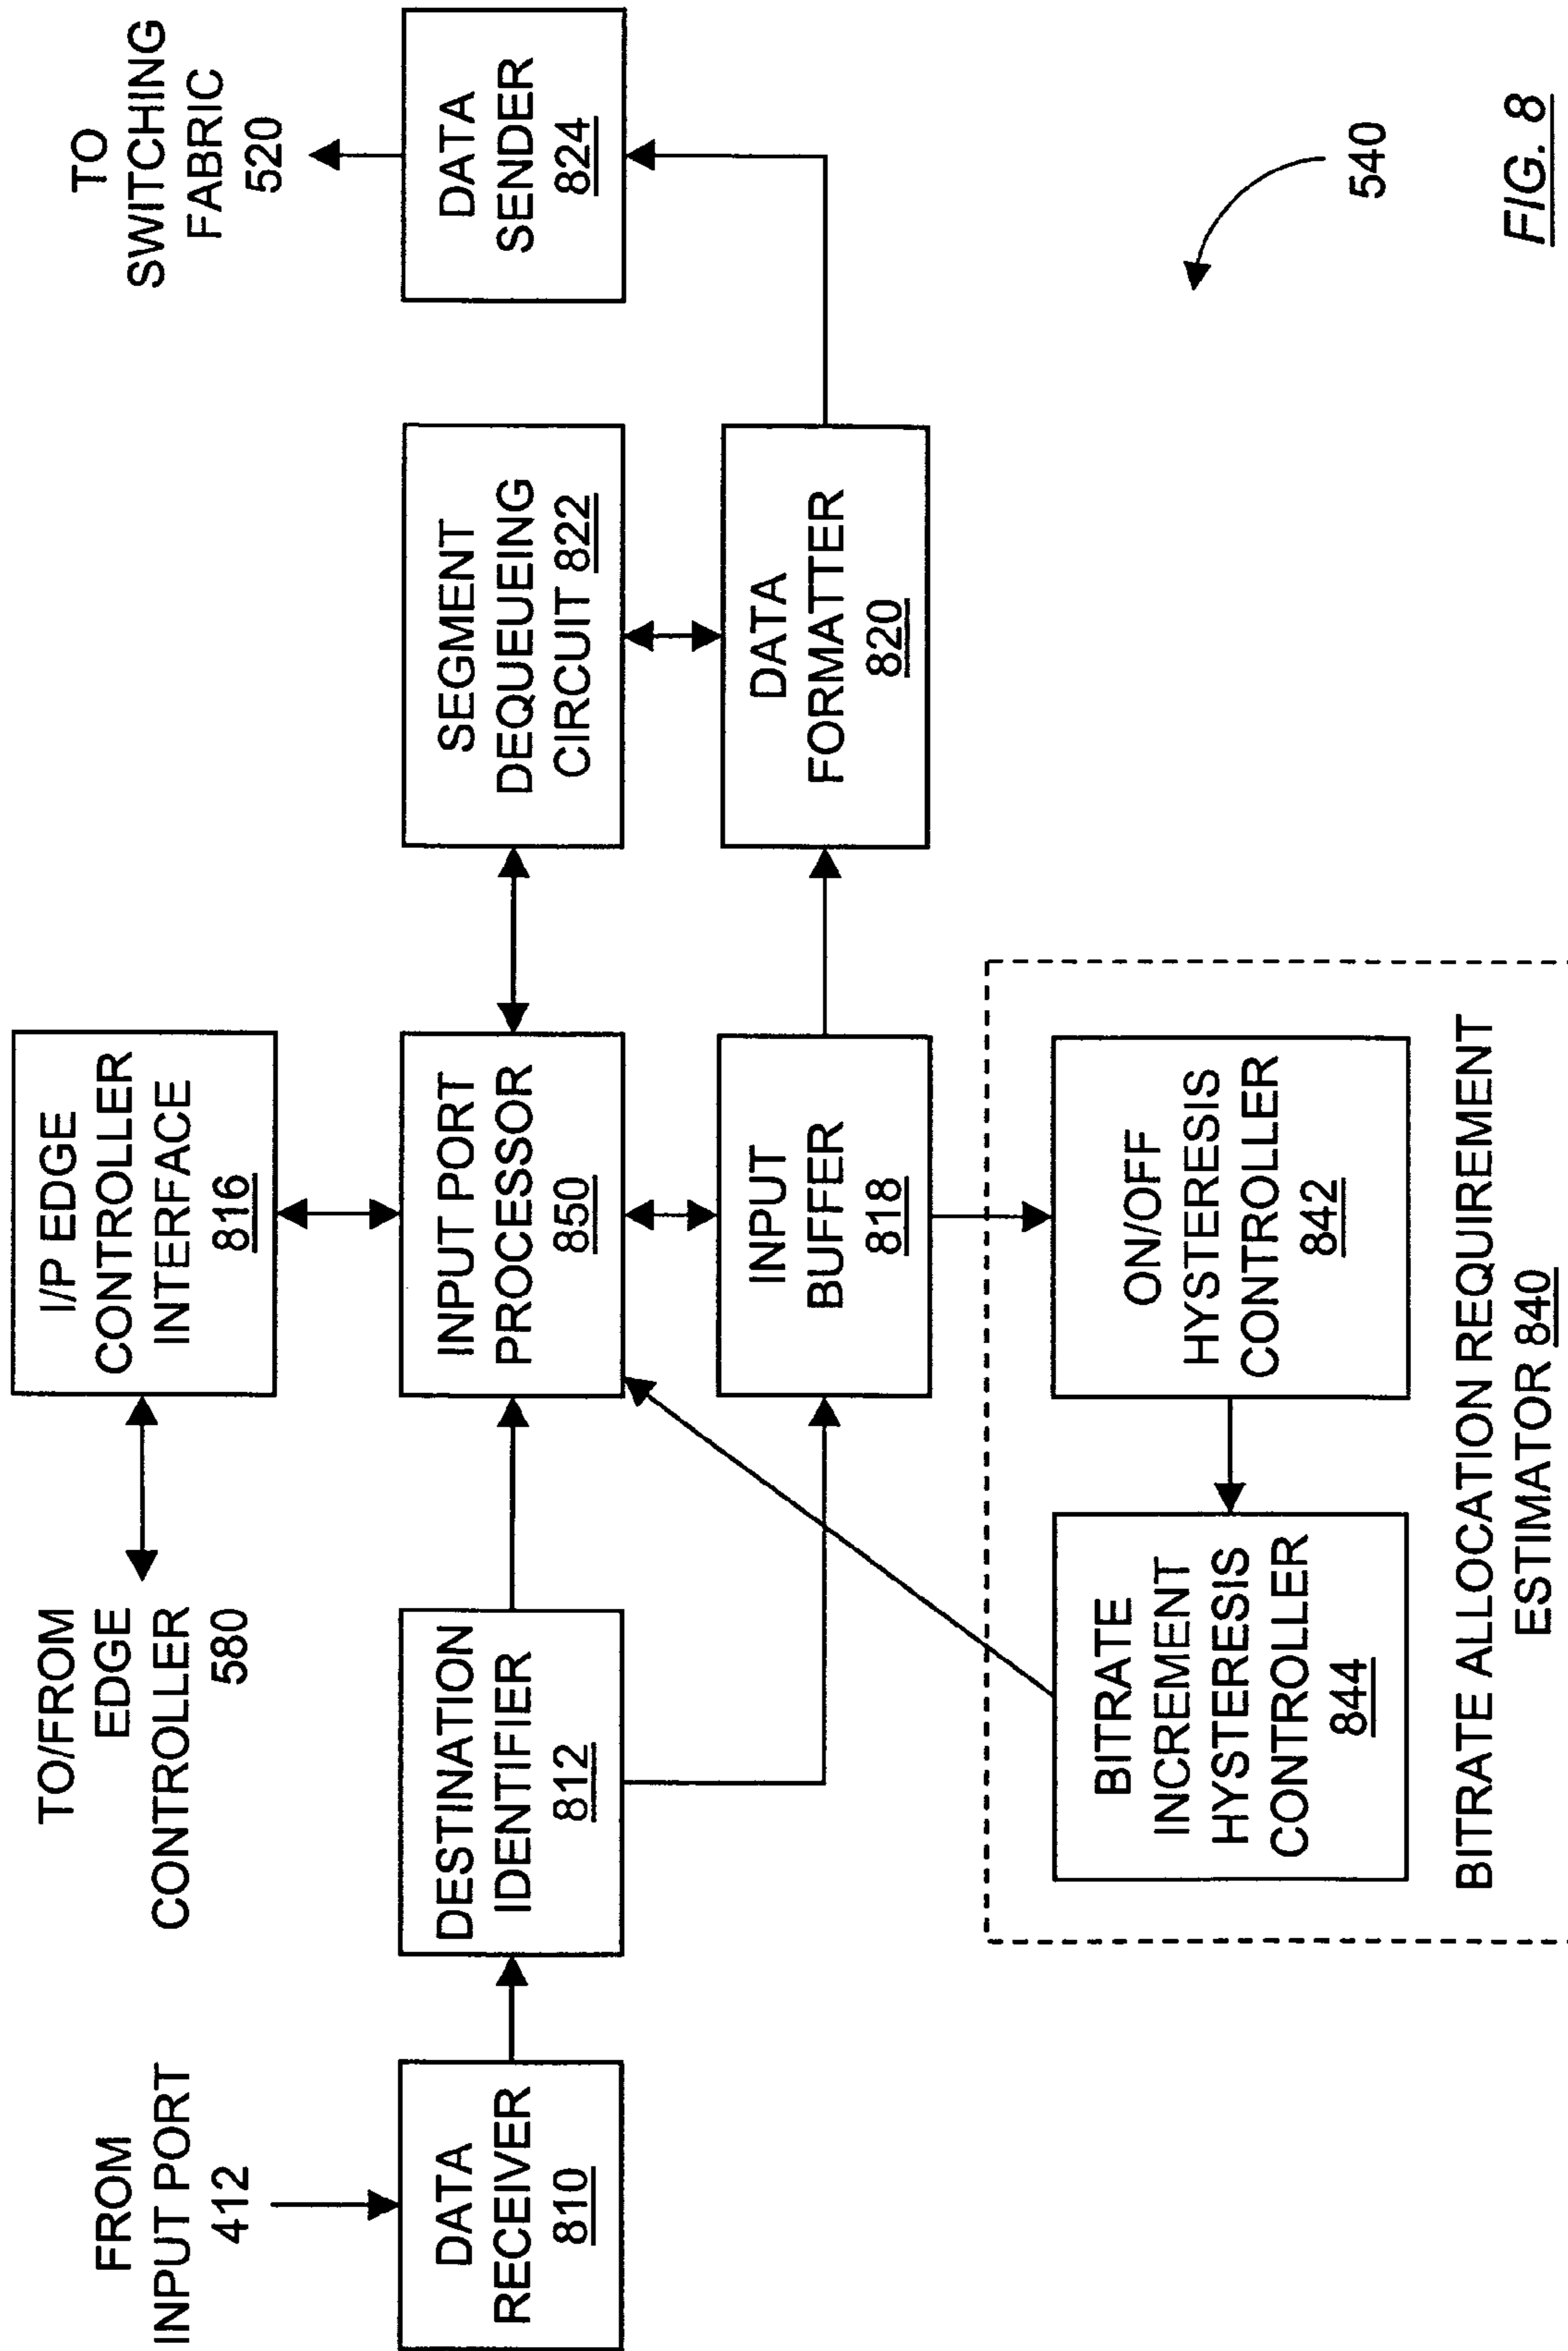 FROM
INPUT PORT
412
DATA
RECEIVER
810
TO/FROM
EDGE
CONTROLLER
580
DESTINATION
IDENTIFIER
812
I/P EDGE
CONTROLLER
INTERFACE
816
INPUT PORT
PROCESSOR
850
INPUT
BUFFER
818
SEGMENT
DEQUEUEING
CIRCUIT 822
DATA
FORMATTER
820
TO
SWITCHING
FABRIC
520
DATA
SENDER
824
BITRATE
INCREMENT
HYSTERESIS
CONTROLLER
844
ON/OFF
HYSTERESIS
CONTROLLER
842
BITRATE ALLOCATION REQUIREMENT
ESTIMATOR 840
540
FIG. 8